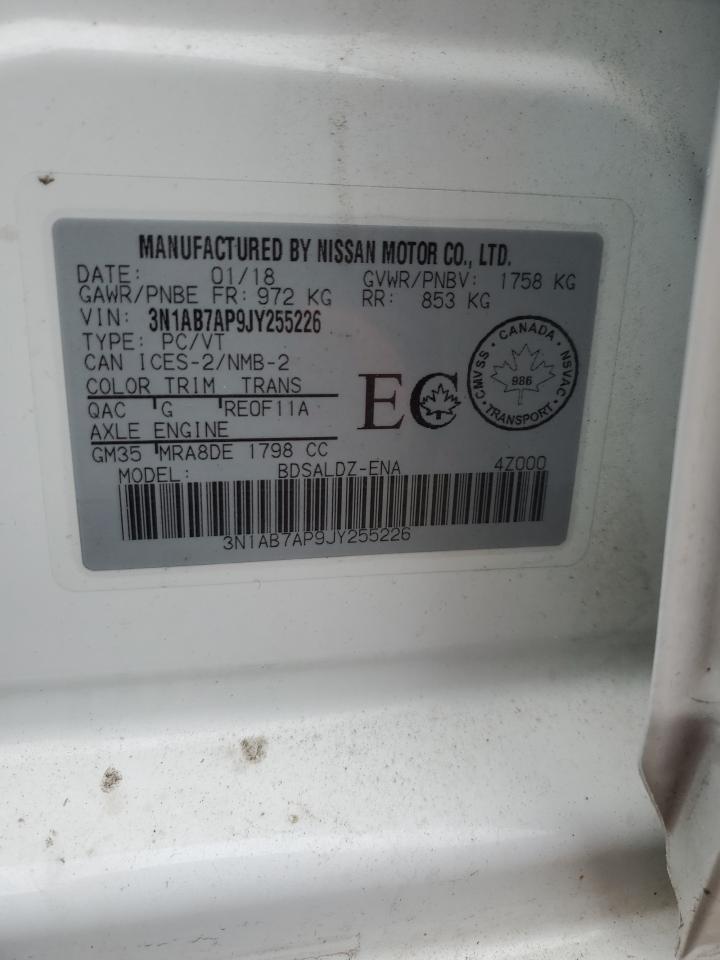 MANUFACTURED BY NISSAN MOTOR CO., LTD.
DATE: 01/18 GVWR/PNBV: 1758 KG
GAWR/PNBE FR: 972 KG RR: 853 KG
VIN: 3N1AB7AP9JY255226
TYPE: PC/VT
CAN ICES-2/NMB-2
COLOR TRIM TRANS
QAC G RE0F11A
AXLE ENGINE
GM35 MRA8DE 1798 CC
EC
CANADA
CMVSS NSVAC
986
TRANSPORT
MODEL: BDSALDZ-ENA 4Z000
3N1AB7AP9JY255226